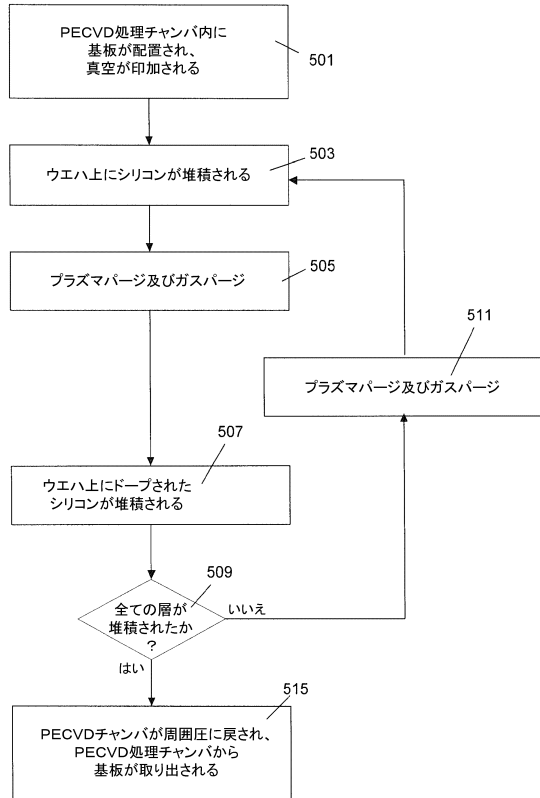 PECVD処理チャンバ内に
基板が配置され、
真空が印加される
501
ウエハ上にシリコンが堆積される
503
プラズマパージ及びガスパージ
505
511
プラズマパージ及びガスパージ
507
ウエハ上にドープされた
シリコンが堆積される
509
全ての層が
堆積されたか
?
いいえ
はい
515
PECVDチャンバが周囲圧に戻され、
PECVD処理チャンバから
基板が取り出される